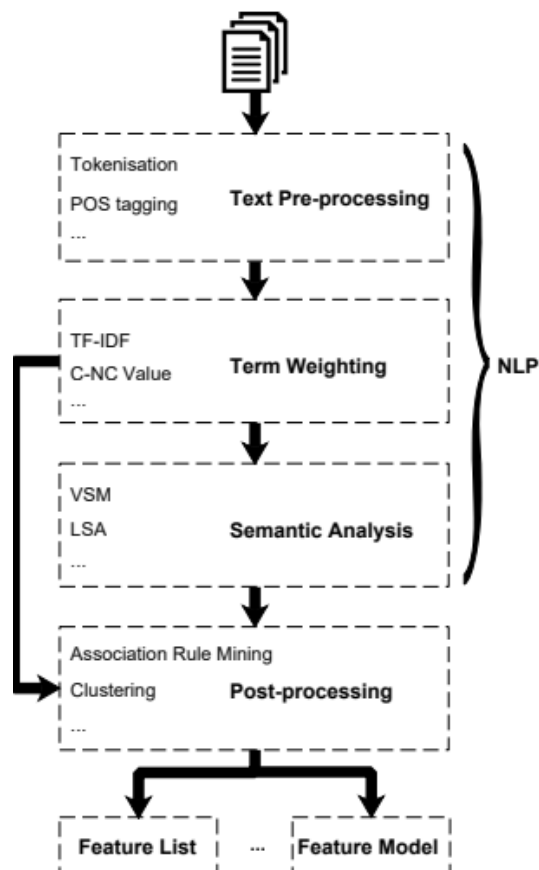 Tokenisation
POS tagging
Text Pre-processing
...
TF-IDF
C-NC Value
Term Weighting
NLP
...
VSM
LSA
Semantic Analysis
...
Association Rule Mining
Clustering
Post-processing
...
Feature List
...
Feature Model